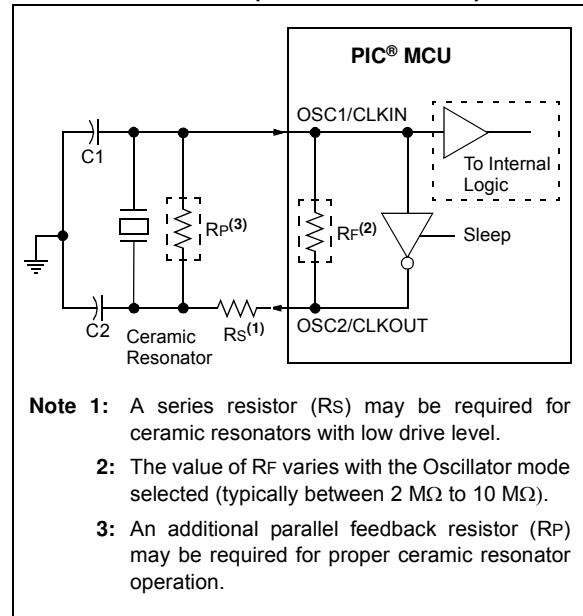 PIC® MCU
OSC1/CLKIN
C1
To Internal
Logic
RP(3)
RF(2)
Sleep
C2
Ceramic
Resonator
RS(1)
OSC2/CLKOUT
Note 1: A series resistor (RS) may be required for
ceramic resonators with low drive level.
2: The value of RF varies with the Oscillator mode
selected (typically between 2 MΩ to 10 MΩ).
3: An additional parallel feedback resistor (RP)
may be required for proper ceramic resonator
operation.